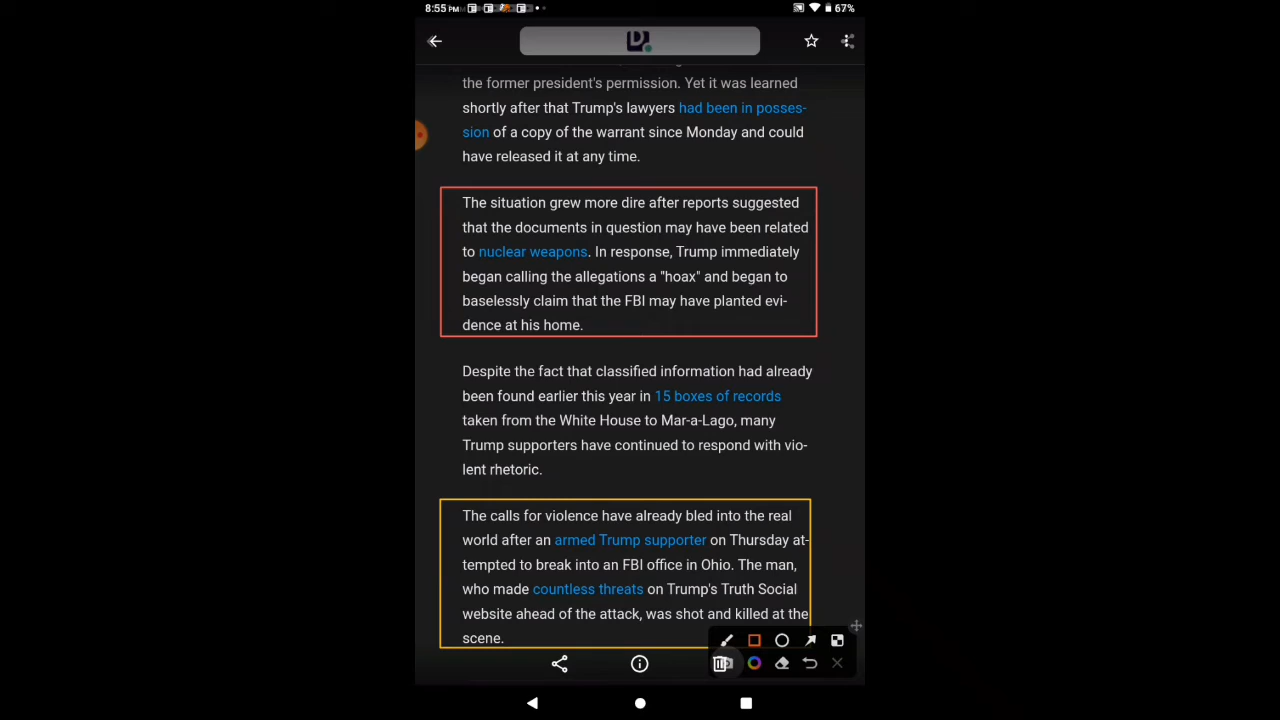 8:55 PM
67%
D.
the former president's permission. Yet it was learned
shortly after that Trump's lawyers had been in posses-
sion of a copy of the warrant since Monday and could
have released it at any time.
The situation grew more dire after reports suggested
that the documents in question may have been related
to nuclear weapons. In response, Trump immediately
began calling the allegations a "hoax" and began to
baselessly claim that the FBI may have planted evi-
dence at his home.
Despite the fact that classified information had already
been found earlier this year in 15 boxes of records
taken from the White House to Mar-a-Lago, many
Trump supporters have continued to respond with vio-
lent rhetoric.
The calls for violence have already bled into the real
world after an armed Trump supporter on Thursday at-
tempted to break into an FBI office in Ohio. The man,
who made countless threats on Trump's Truth Social
website ahead of the attack, was shot and killed at the
scene.